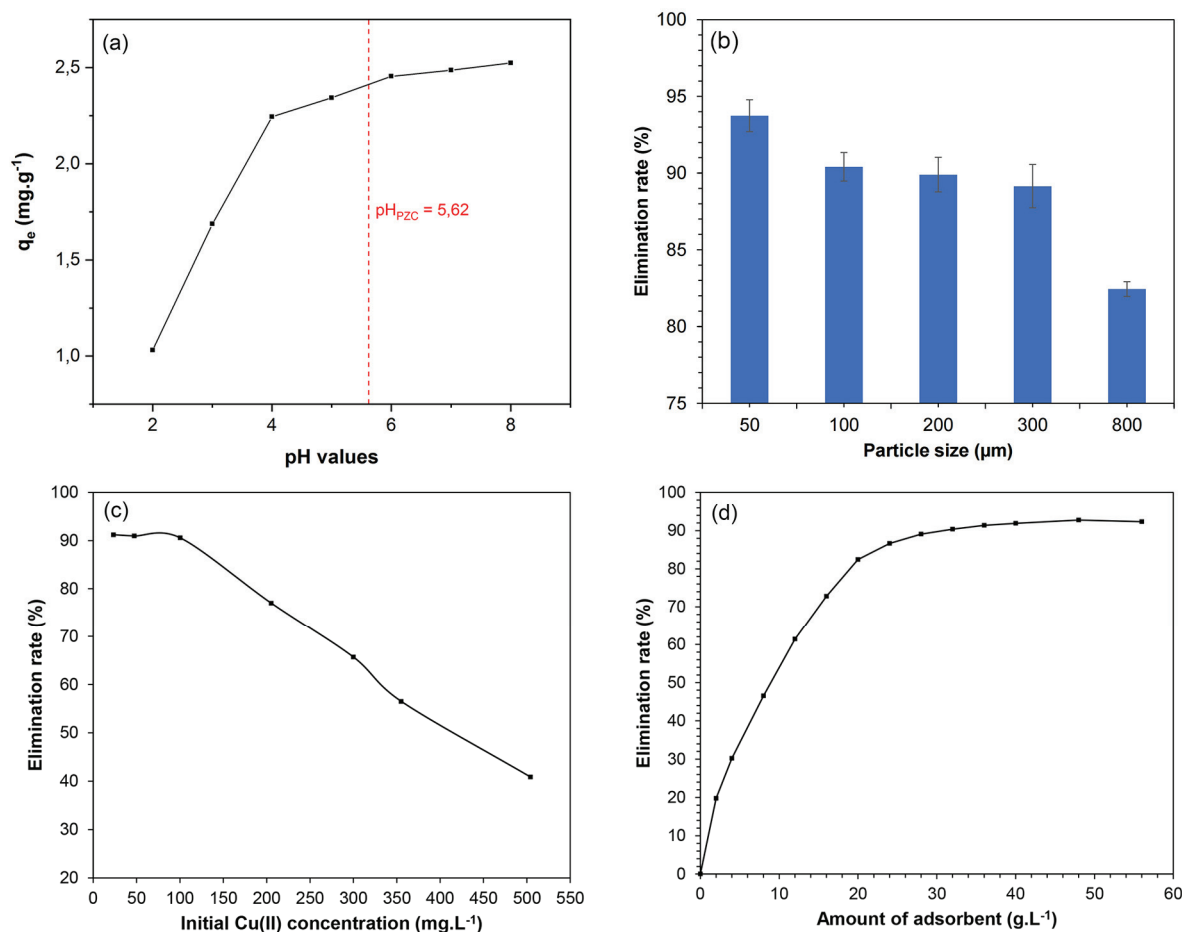 (a)
2,5
2,0
1,5
1,0
qe (mg.g-1)
pHPZC = 5,62
2 4 6 8
pH values
(b)
100
95
90
85
80
75
Elimination rate (%)
50 100 200 300 800
Particle size (µm)
(c)
100
90
80
70
60
50
40
30
20
Elimination rate (%)
0 50 100 150 200 250 300 350 400 450 500 550
Initial Cu(II) concentration (mg.L-1)
(d)
100
90
80
70
60
50
40
30
20
10
0
Elimination rate (%)
0 10 20 30 40 50 60
Amount of adsorbent (g.L-1)